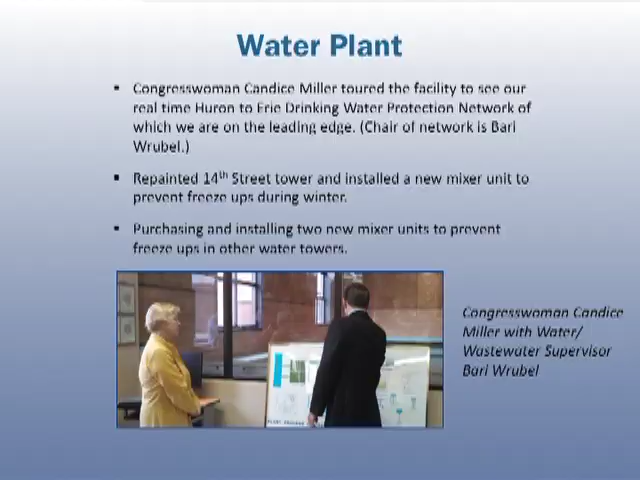 Water Plant
▪ Congresswoman Candice Miller toured the facility to see our
real time Huron to Erie Drinking Water Protection Network of
which we are on the leading edge. (Chair of network is Bari
Wrubel.)
▪ Repainted 14th Street tower and installed a new mixer unit to
prevent freeze ups during winter.
▪ Purchasing and installing two new mixer units to prevent
freeze ups in other water towers.
Congresswoman Candice
Miller with Water/
Wastewater Supervisor
Bari Wrubel
PLANT PROCESS